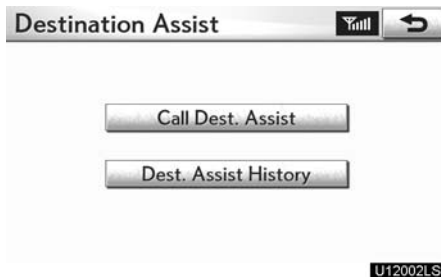 Destination Assist
Call Dest. Assist
Dest. Assist History
U12002LS